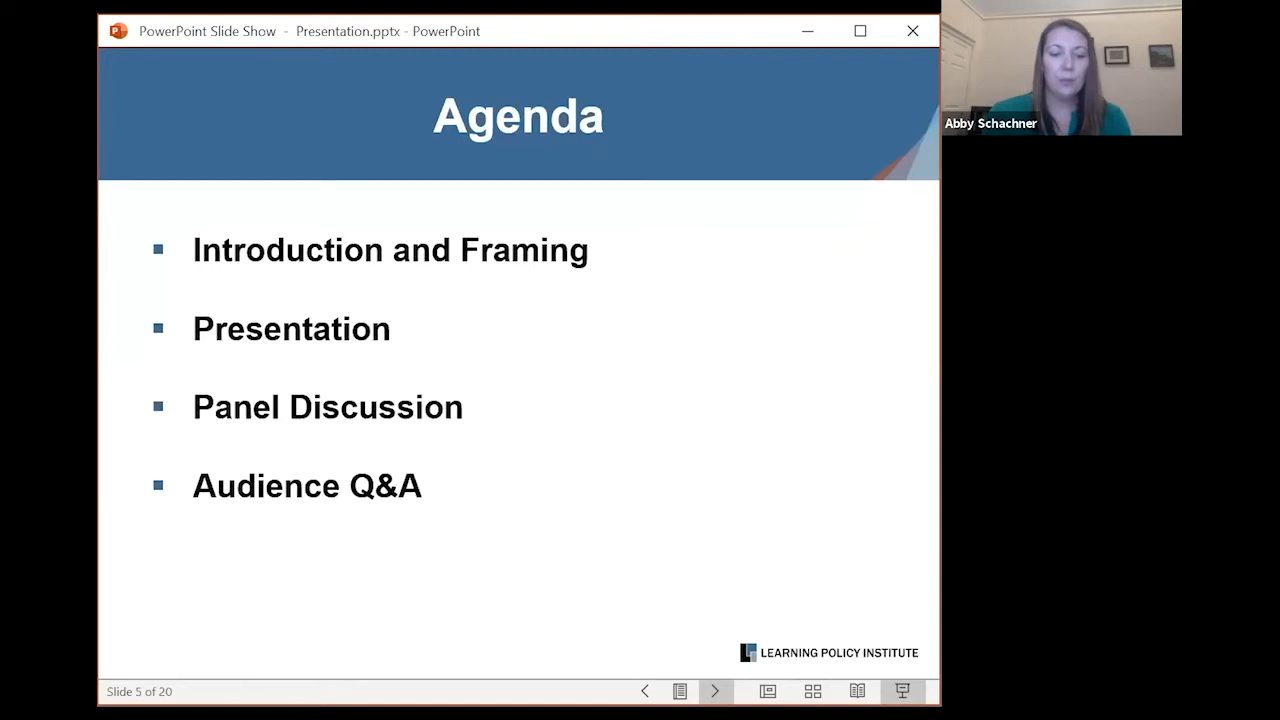 PowerPoint Slide Show - Presentation.pptx - PowerPoint
Agenda
Abby Schachner
Introduction and Framing
Presentation
Panel Discussion
Audience Q&A
LEARNING POLICY INSTITUTE
Slide 5 of 20